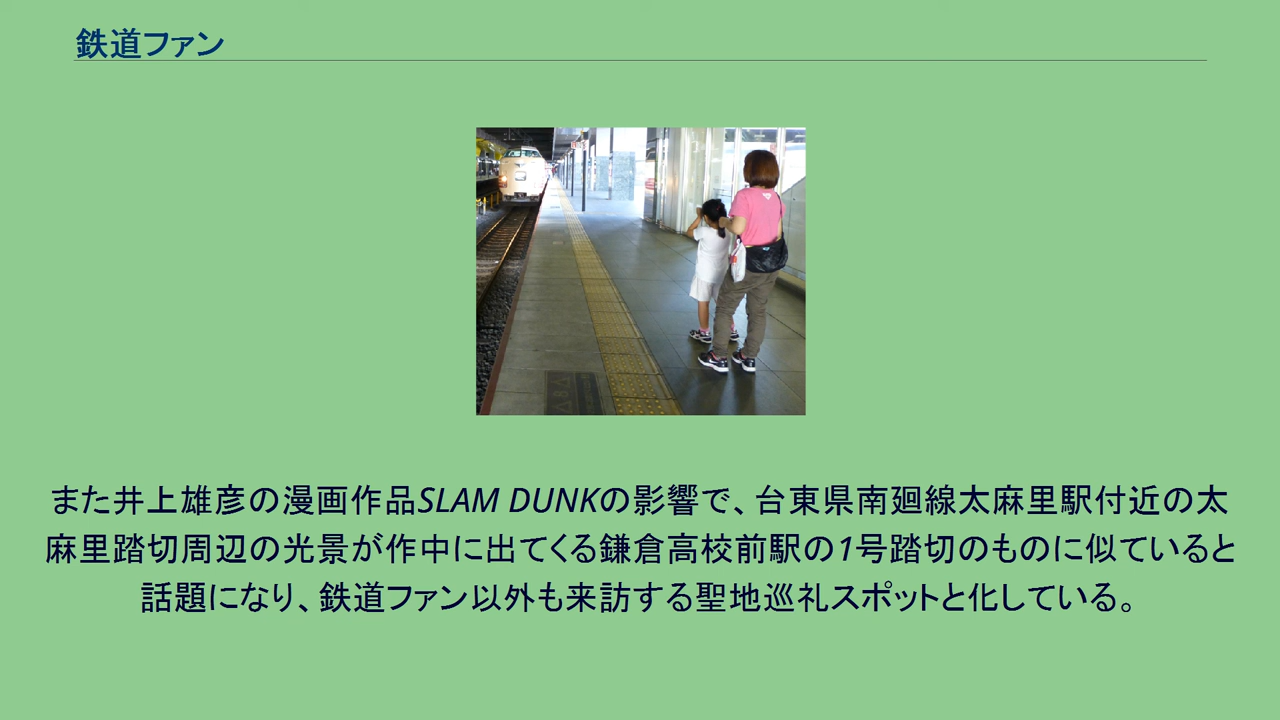 鉄道ファン
また井上雄彦の漫画作品SLAM DUNKの影響で、台東県南廻線太麻里駅付近の太
麻里踏切周辺の光景が作中に出てくる鎌倉高校前駅の1号踏切のものに似ていると
話題になり、鉄道ファン以外も来訪する聖地巡礼スポットと化している。